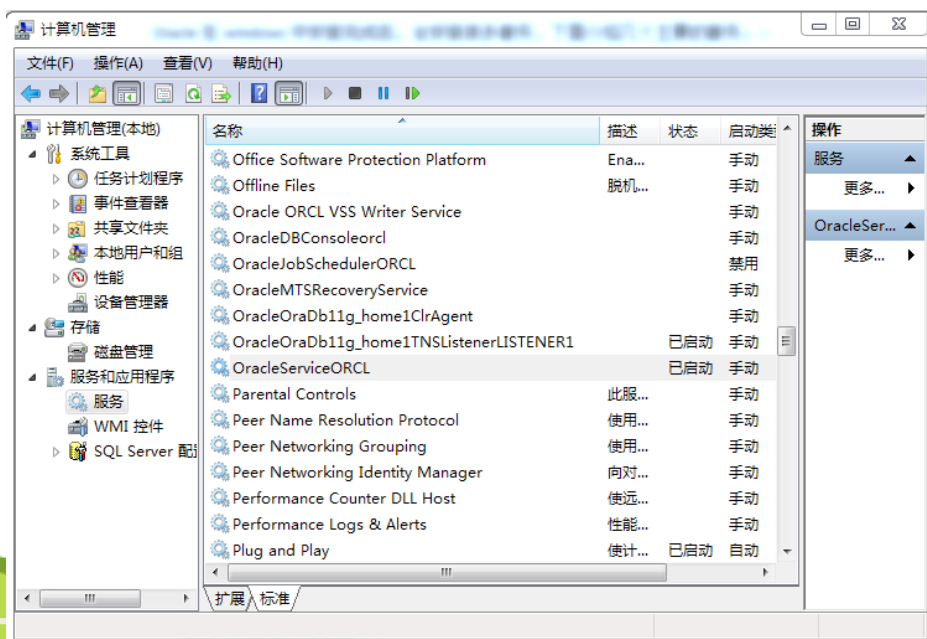 计算机管理
文件(F) 操作(A) 查看(V) 帮助(H)
计算机管理(本地)
系统工具
任务计划程序
事件查看器
共享文件夹
本地用户和组
性能
设备管理器
存储
磁盘管理
服务和应用程序
服务
WMI 控件
SQL Server 配
名称 描述 状态 启动类
Office Software Protection Platform Ena... 手动
Offline Files 脱机... 手动
Oracle ORCL VSS Writer Service 手动
OracleDBConsoleorcl 手动
OracleJobSchedulerORCL 禁用
OracleMTSRecoveryService 手动
OracleOraDb11g_home1ClrAgent 手动
OracleOraDb11g_home1TNSListenerLISTENER1 已启动 手动
OracleServiceORCL 已启动 手动
Parental Controls 此服... 手动
Peer Name Resolution Protocol 使用... 手动
Peer Networking Grouping 使用... 手动
Peer Networking Identity Manager 向对... 手动
Performance Counter DLL Host 使远... 手动
Performance Logs & Alerts 性能... 手动
Plug and Play 使计... 已启动 自动
扩展 标准
操作
服务
更多...
OracleSer...
更多...